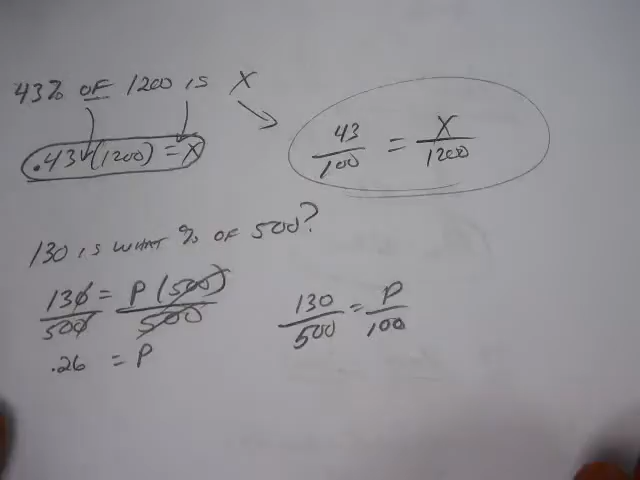 43% OF 1200 IS X
.43(1200) = X
43/100 = X/1200
130 IS WHAT % OF 500?
130/500 = P(500)/500
.26 = P
130/500 = P/100